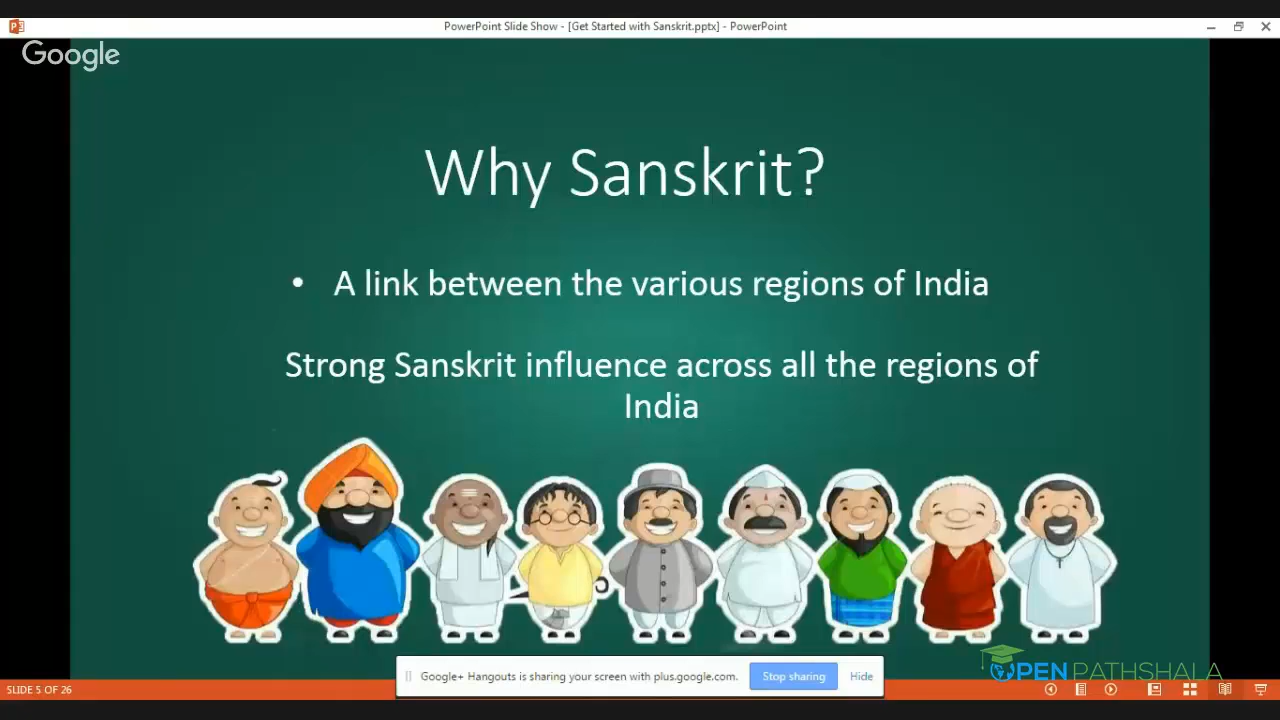 PowerPoint Slide Show - [Get Started with Sanskrit.pptx] - PowerPoint
Google
Why Sanskrit?
• A link between the various regions of India
Strong Sanskrit influence across all the regions of
India
OPENPATHSHALA
Google+ Hangouts is sharing your screen with plus.google.com. Stop sharing Hide
SLIDE 5 OF 26